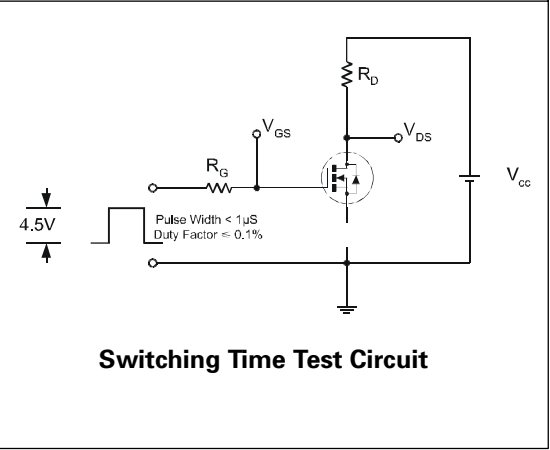 R_D
V_GS
V_DS
R_G
V_cc
4.5V
Pulse Width < 1µS
Duty Factor ≤ 0.1%
Switching Time Test Circuit